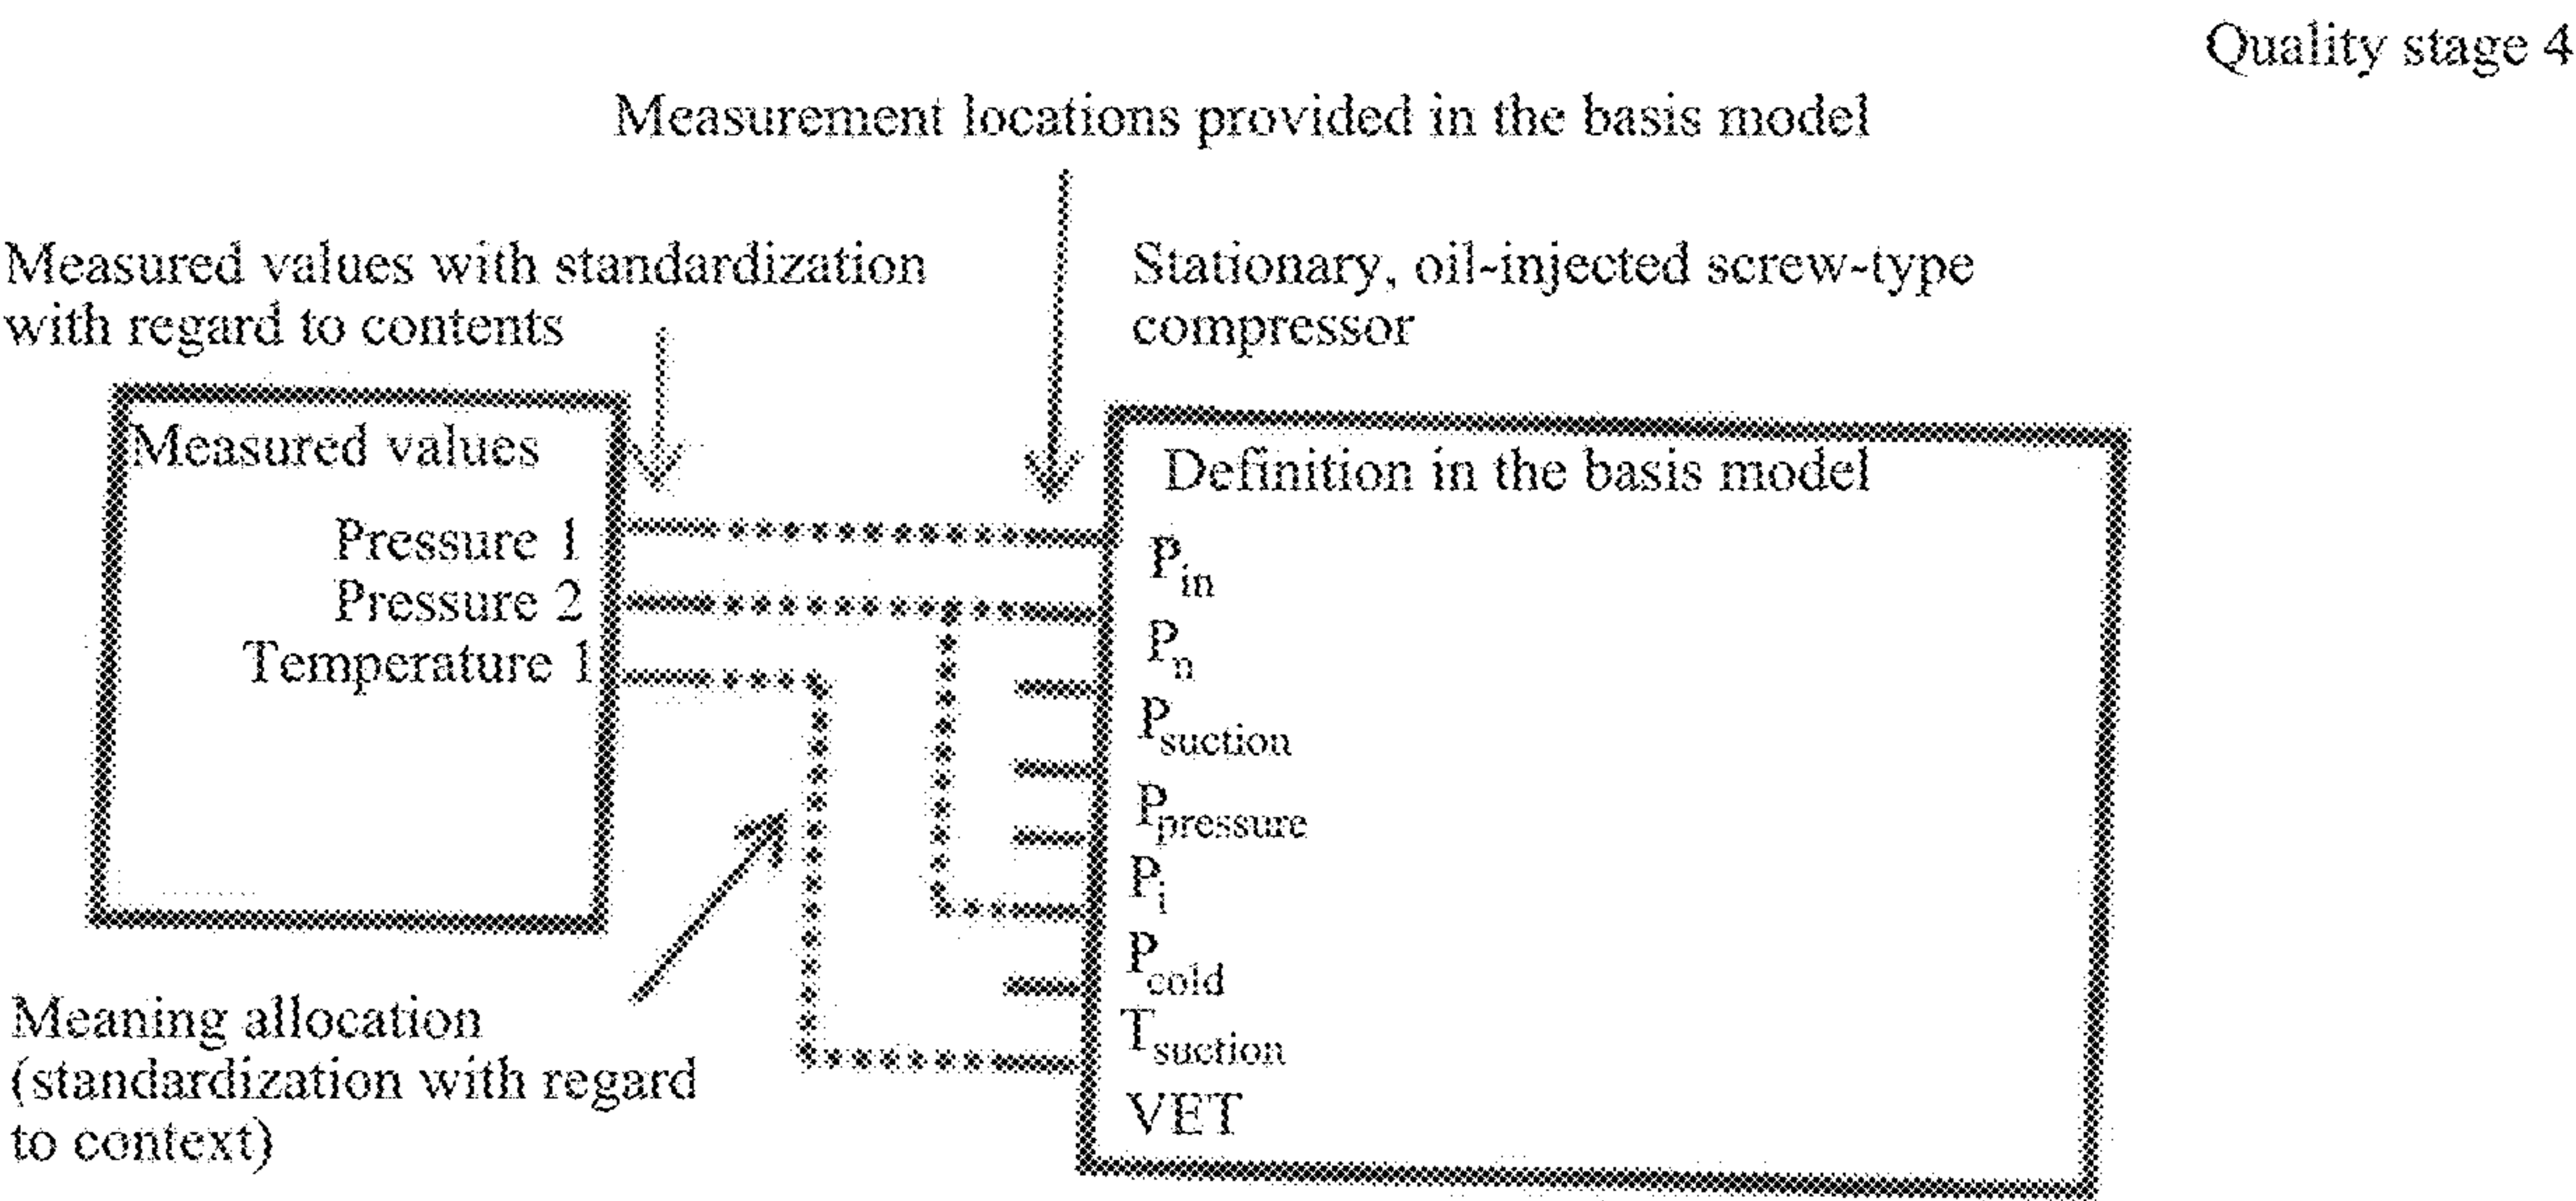 Quality stage 4
Measurement locations provided in the basis model
Measured values with standardization
with regard to contents
Stationary, oil-injected screw-type
compressor
Measured values
Pressure 1
Pressure 2
Temperature 1
Definition in the basis model
Pin
Pn
Psuction
Ppressure
Pi
Pcold
Tsuction
VET
Meaning allocation
(standardization with regard
to context)